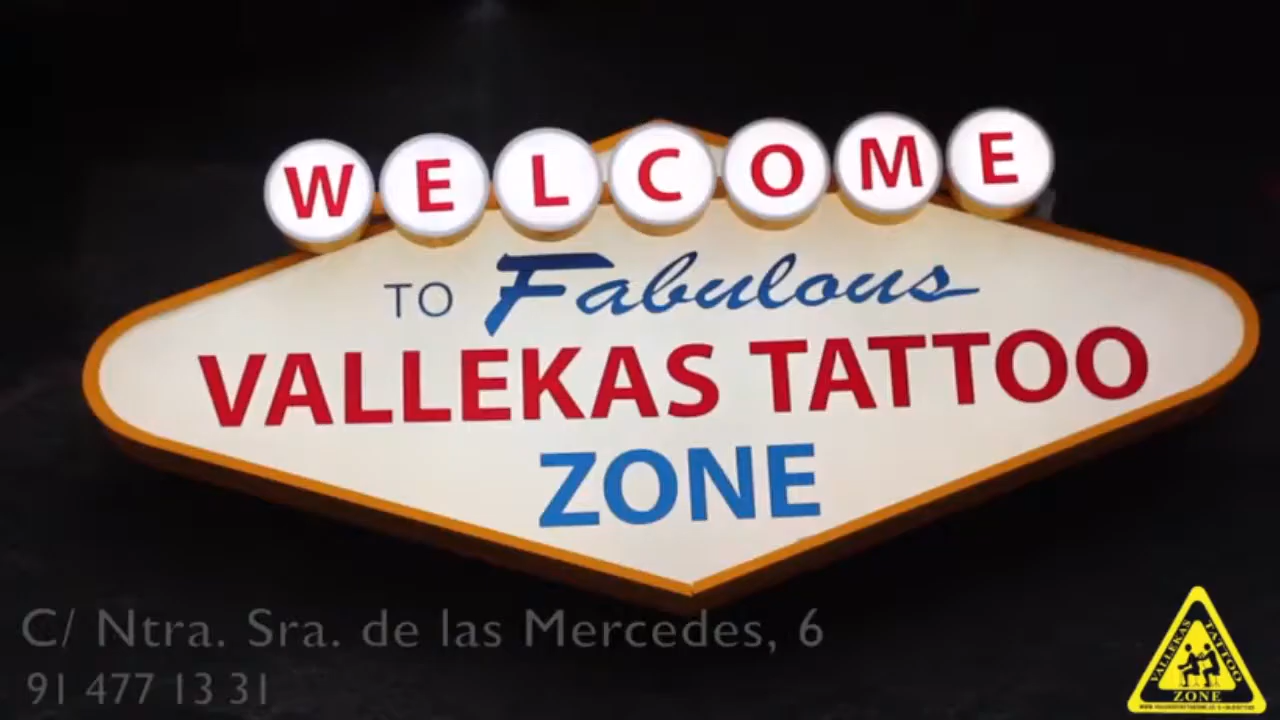 WELCOME
TO Fabulous
VALLEKAS TATTOO
ZONE
C/ Ntra. Sra. de las Mercedes, 6
91 477 13 31
VALLEKAS TATTOO
ZONE